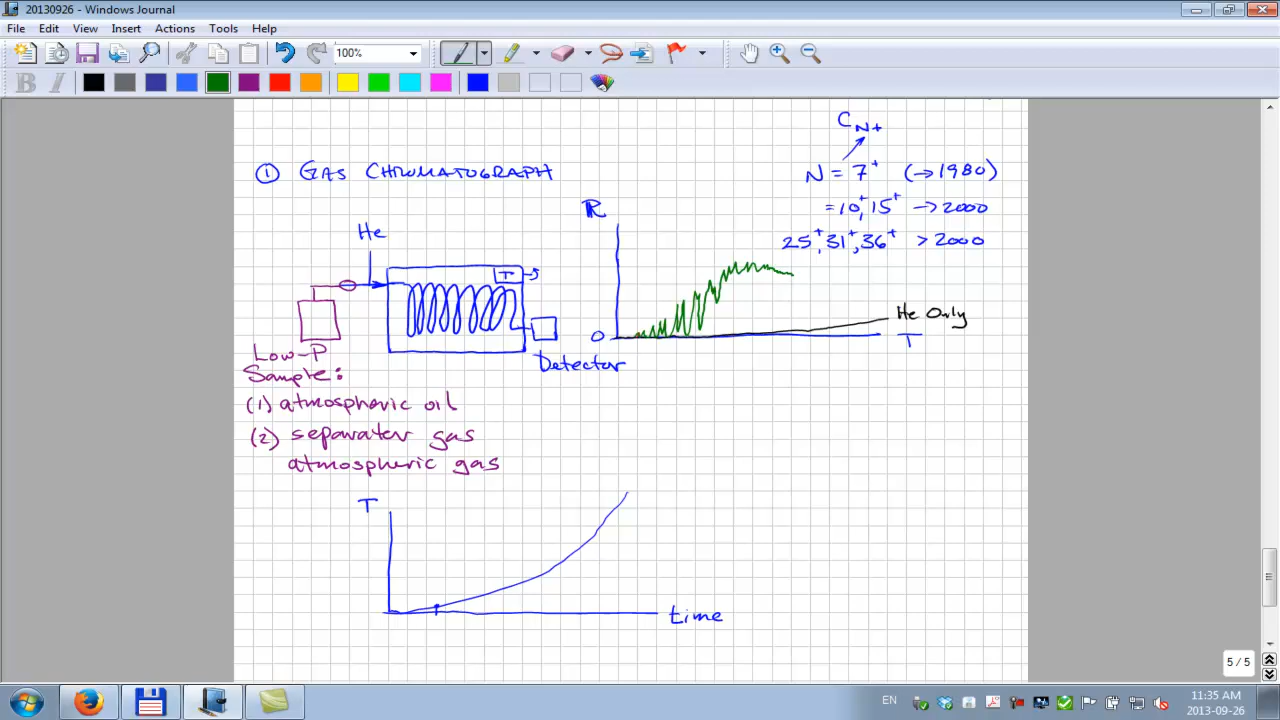 20130926 - Windows Journal
File Edit View Insert Actions Tools Help
100%
B I
C N+
① GAS CHROMATOGRAPH
N = 7+ (→1980)
= 10+, 15+ → 2000
25+, 31+, 36+ > 2000
He
T
R
O
He Only
T
Detector
Low-P
Sample:
(1) atmospheric oil
(2) separater gas
atmospheric gas
T
time
5 / 5
EN
11:35 AM
2013-09-26